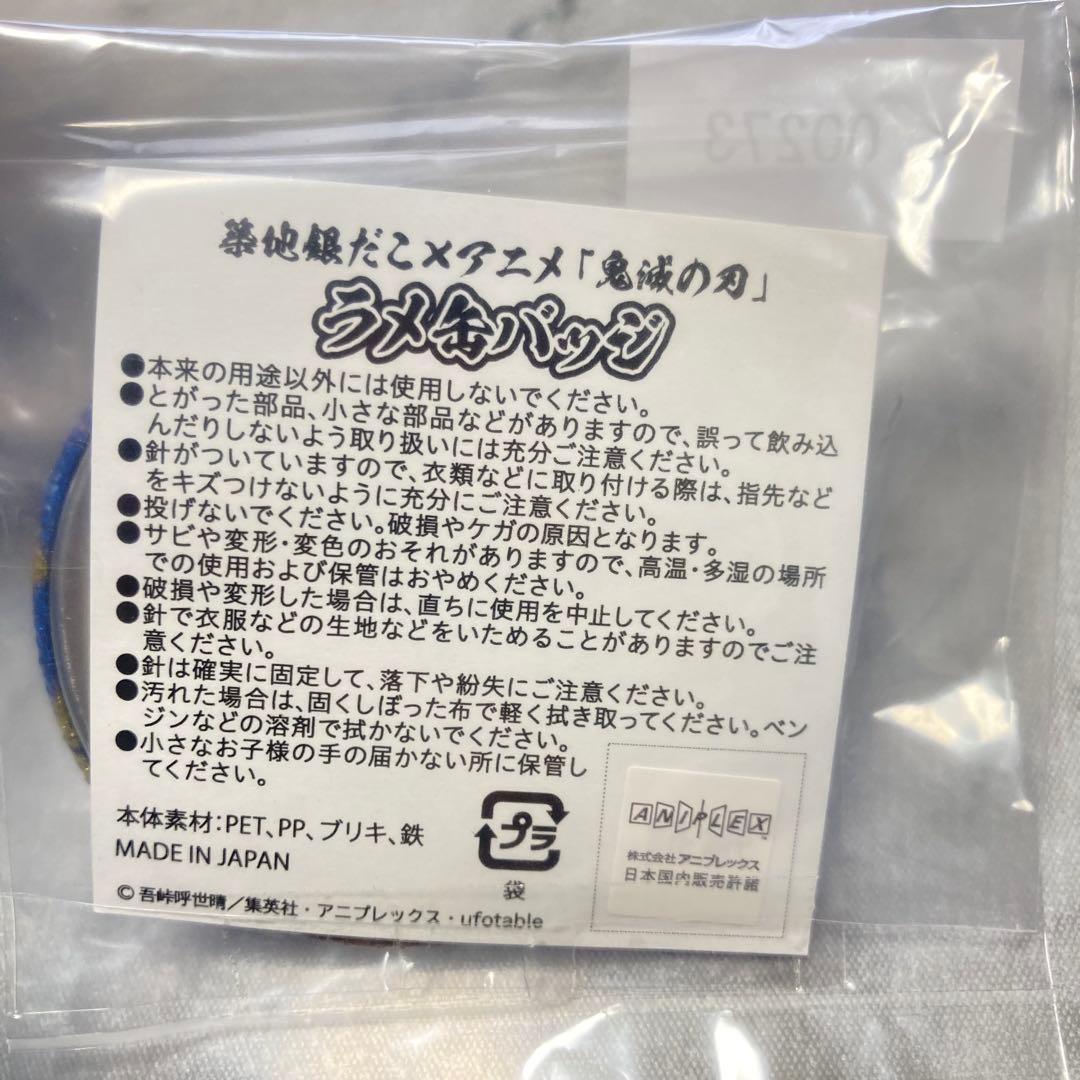 00273
築地銀だこ×アニメ「鬼滅の刃」
ラメ缶バッジ
●本来の用途以外には使用しないでください。
●とがった部品、小さな部品などがありますので、誤って飲み込
んだりしないよう取り扱いには充分ご注意ください。
●針がついていますので、衣類などに取り付ける際は、指先など
をキズつけないように充分にご注意ください。
●投げないでください。破損やケガの原因となります。
●サビや変形・変色のおそれがありますので、高温・多湿の場所
での使用および保管はおやめください。
●破損や変形した場合は、直ちに使用を中止してください。
●針で衣服などの生地などをいためることがありますのでご注
意ください。
●針は確実に固定して、落下や紛失にご注意ください。
●汚れた場合は、固くしぼった布で軽く拭き取ってください。ベン
ジンなどの溶剤で拭かないでください。
●小さなお子様の手の届かない所に保管し
てください。
本体素材:PET、PP、ブリキ、鉄
MADE IN JAPAN
© 吾峠呼世晴／集英社・アニプレックス・ufotable
プラ
袋
ANIPLEX™
株式会社 アニプレックス
日本国内販売許諾